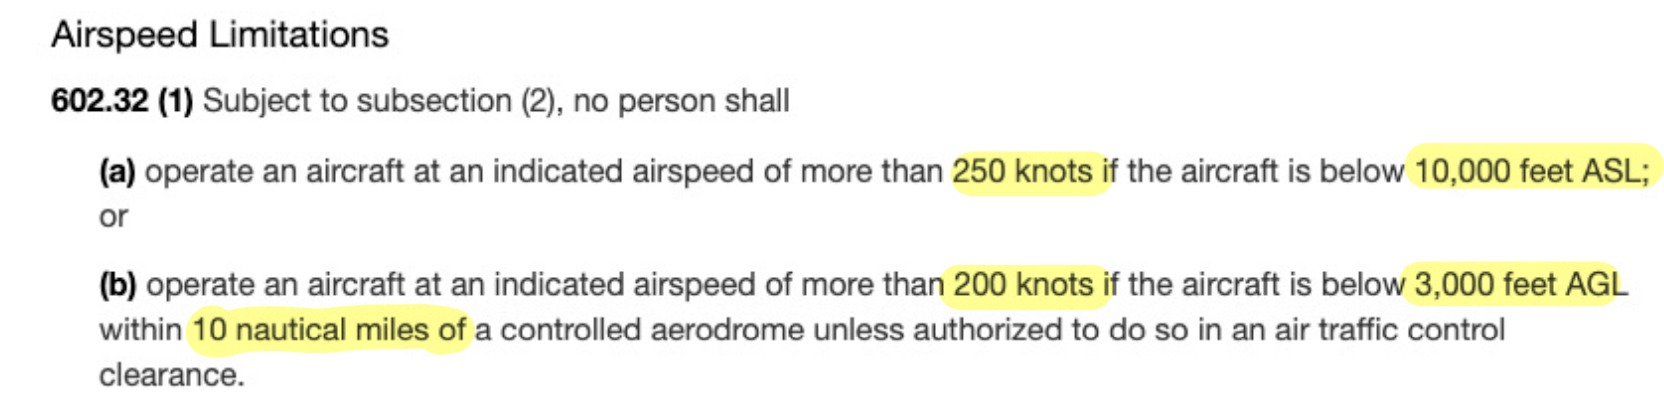 Airspeed Limitations
602.32 (1) Subject to subsection (2), no person shall
(a) operate an aircraft at an indicated airspeed of more than 250 knots if the aircraft is below 10,000 feet ASL;
or
(b) operate an aircraft at an indicated airspeed of more than 200 knots if the aircraft is below 3,000 feet AGL
within 10 nautical miles of a controlled aerodrome unless authorized to do so in an air traffic control
clearance.